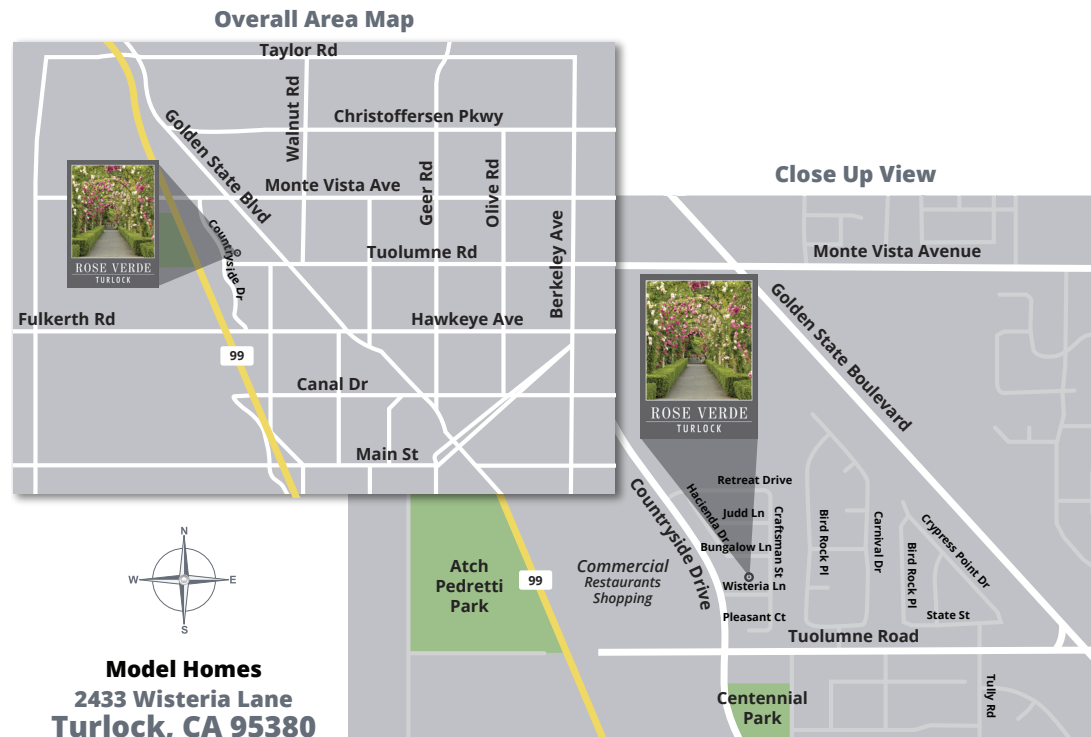 Overall Area Map
Taylor Rd
Walnut Rd
Christoffersen Pkwy
Golden State Blvd
Geer Rd
Olive Rd
Monte Vista Ave
Countryside Dr
Tuolumne Rd
Berkeley Ave
ROSE VERDE
TURLOCK
Fulkerth Rd
Hawkeye Ave
99
Canal Dr
Main St
Close Up View
Monte Vista Avenue
Golden State Boulevard
ROSE VERDE
TURLOCK
Countryside Drive
Retreat Drive
Hacienda Dr
Judd Ln
Craftsman St
Bungalow Ln
Wisteria Ln
Pleasant Ct
Bird Rock Pl
Carnival Dr
Bird Rock Pl
Crypress Point Dr
State St
Tuolumne Road
Atch
Pedretti
Park
99
Commercial
Restaurants
Shopping
Centennial
Park
Tully Rd
N
W
E
S
Model Homes
2433 Wisteria Lane
Turlock, CA 95380